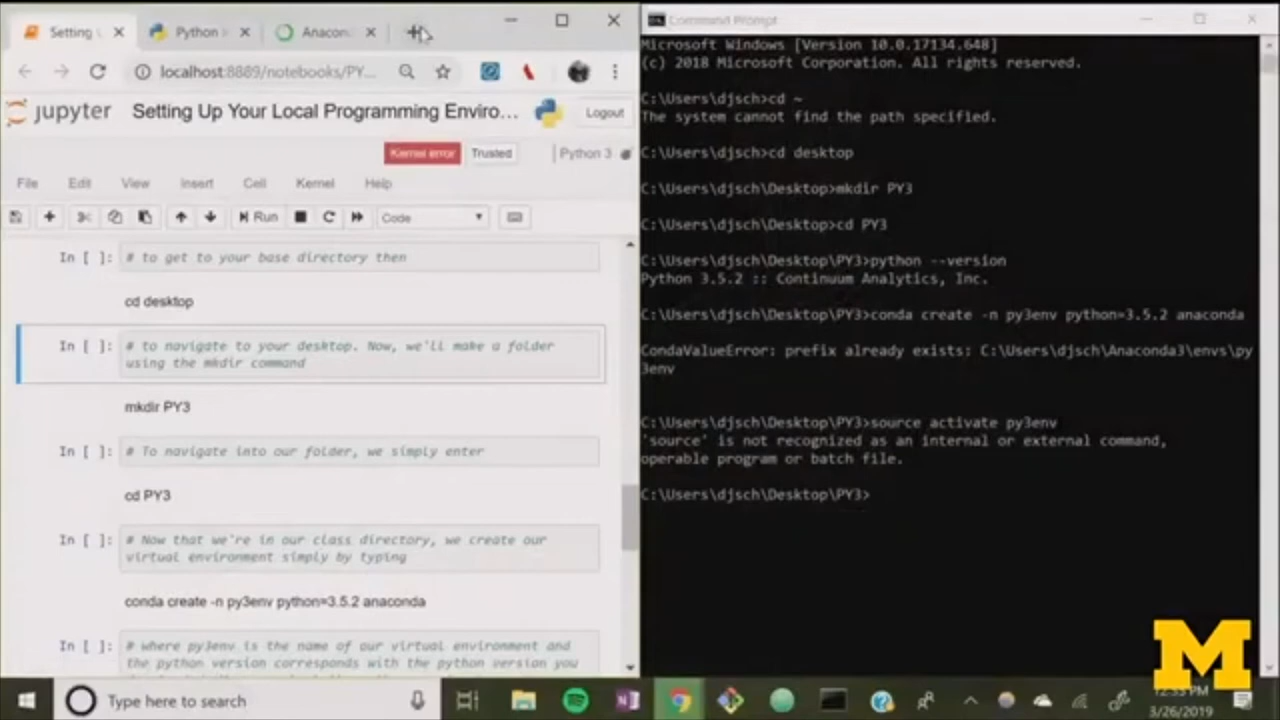 Setting
Python
Anacon
localhost:8889/notebooks/PY...
jupyter
Setting Up Your Local Programming Enviro...
Logout
Kernel error
Trusted
Python 3
File
Edit
View
Insert
Cell
Kernel
Help
Run
Code
In [ ]:
# to get to your base directory then
cd desktop
In [ ]:
# to navigate to your desktop. Now, we'll make a folder
using the mkdir command
mkdir PY3
In [ ]:
# To navigate into our folder, we simply enter
cd PY3
In [ ]:
# Now that we're in our class directory, we create our
virtual environment simply by typing
conda create -n py3env python=3.5.2 anaconda
In [ ]:
# where py3env is the name of our virtual environment and
the python version corresponds with the python version you
Command Prompt
Microsoft Windows [Version 10.0.17134.648]
(c) 2018 Microsoft Corporation. All rights reserved.
C:\Users\djsch>cd ~
The system cannot find the path specified.
C:\Users\djsch>cd desktop
C:\Users\djsch\Desktop>mkdir PY3
C:\Users\djsch\Desktop>cd PY3
C:\Users\djsch\Desktop\PY3>python --version
Python 3.5.2 :: Continuum Analytics, Inc.
C:\Users\djsch\Desktop\PY3>conda create -n py3env python=3.5.2 anaconda
CondaValueError: prefix already exists: C:\Users\djsch\Anaconda3\envs\py
3env
C:\Users\djsch\Desktop\PY3>source activate py3env
'source' is not recognized as an internal or external command,
operable program or batch file.
C:\Users\djsch\Desktop\PY3>
M
Type here to search
12:35 PM
3/26/2019